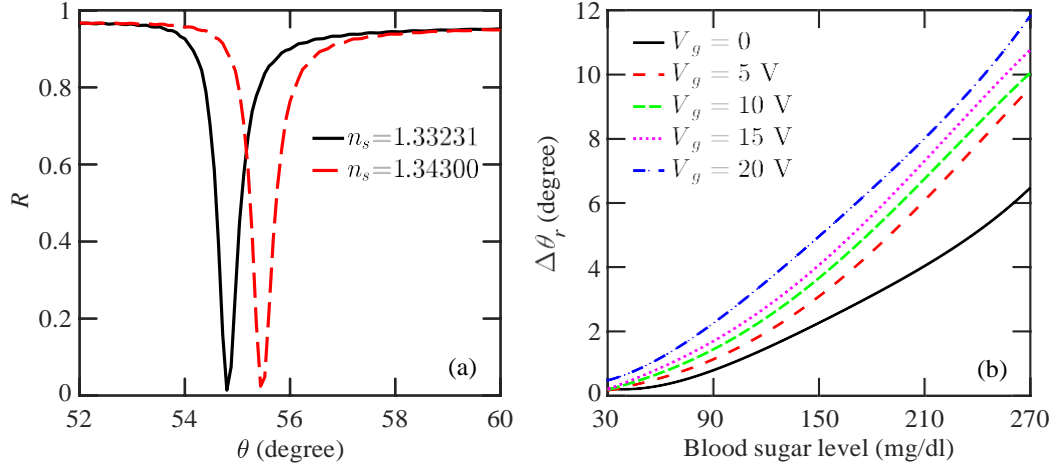 1
0.8
0.6
0.4
0.2
0
R
52
54
56
58
60
θ (degree)
n_s=1.33231
n_s=1.34300
(a)
12
10
8
6
4
2
0
Δθ_r (degree)
30
90
150
210
270
Blood sugar level (mg/dl)
V_g = 0
V_g = 5 V
V_g = 10 V
V_g = 15 V
V_g = 20 V
(b)